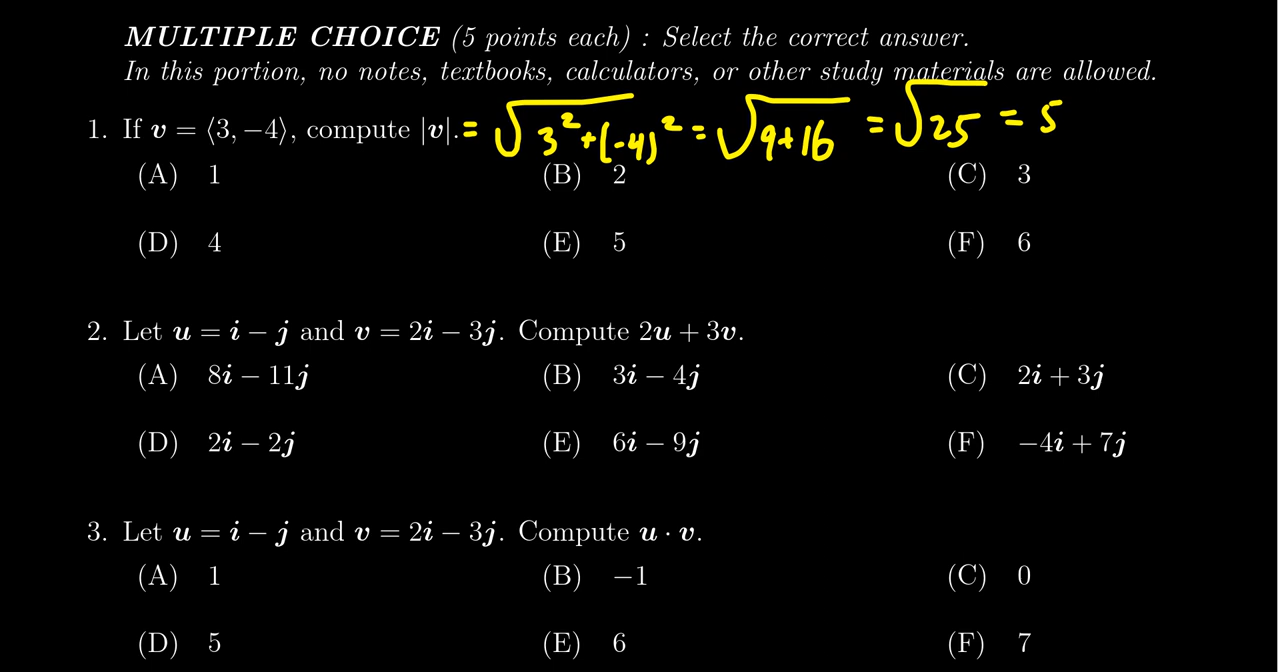 MULTIPLE CHOICE (5 points each) : Select the correct answer.
In this portion, no notes, textbooks, calculators, or other study materials are allowed.
1. If v = ⟨3, −4⟩, compute |v|. = √(3² + (-4)²) = √(9+16) = √25 = 5
(A) 1 (B) 2 (C) 3
(D) 4 (E) 5 (F) 6
2. Let u = i − j and v = 2i − 3j. Compute 2u + 3v.
(A) 8i − 11j (B) 3i − 4j (C) 2i + 3j
(D) 2i − 2j (E) 6i − 9j (F) −4i + 7j
3. Let u = i − j and v = 2i − 3j. Compute u · v.
(A) 1 (B) −1 (C) 0
(D) 5 (E) 6 (F) 7